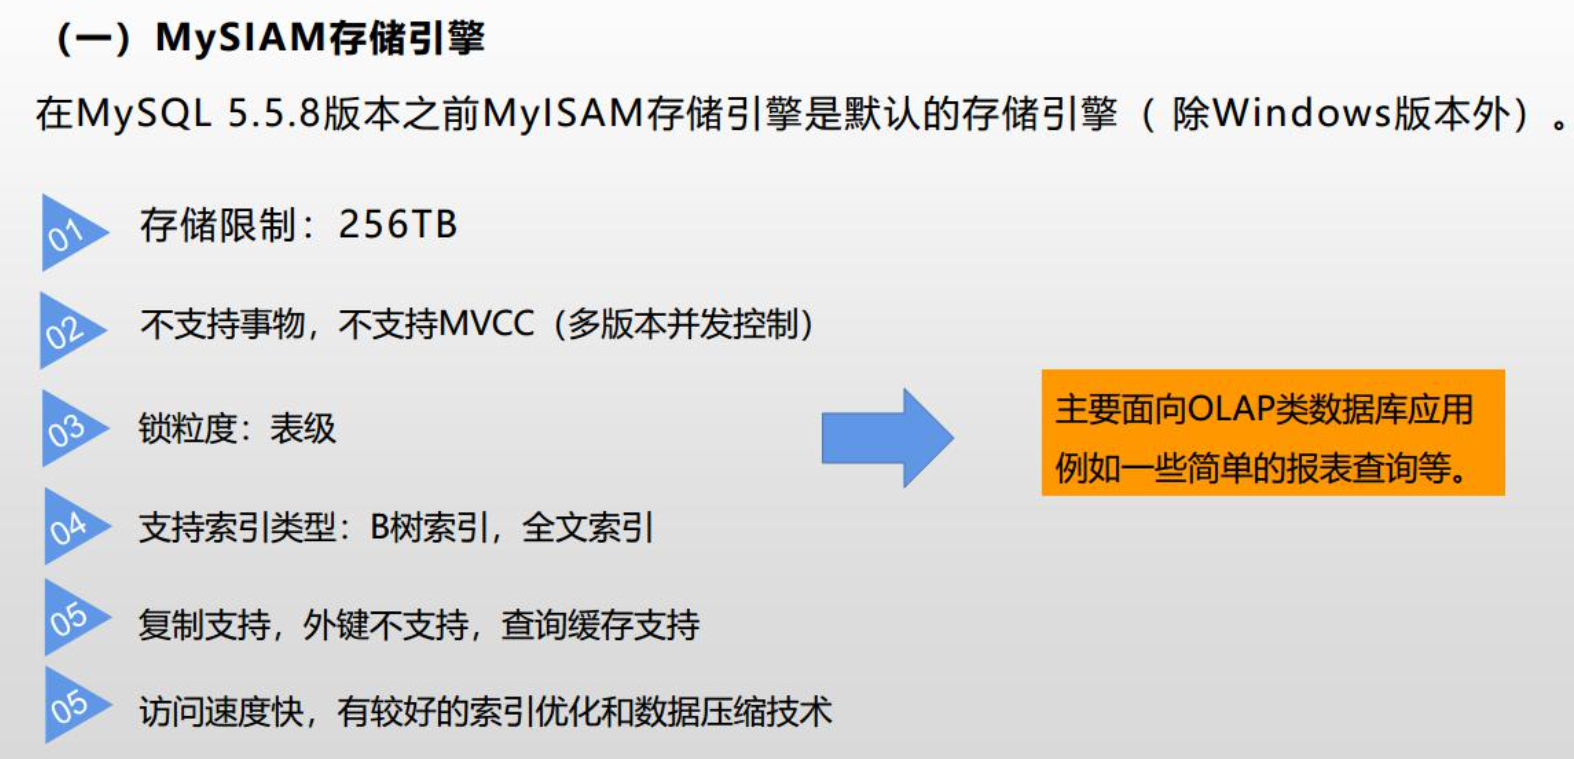 （一）MySIAM存储引擎
在MySQL 5.5.8版本之前MyISAM存储引擎是默认的存储引擎（ 除Windows版本外）。
01 存储限制：256TB
02 不支持事物，不支持MVCC（多版本并发控制）
03 锁粒度：表级
04 支持索引类型：B树索引，全文索引
05 复制支持，外键不支持，查询缓存支持
05 访问速度快，有较好的索引优化和数据压缩技术
主要面向OLAP类数据库应用
例如一些简单的报表查询等。